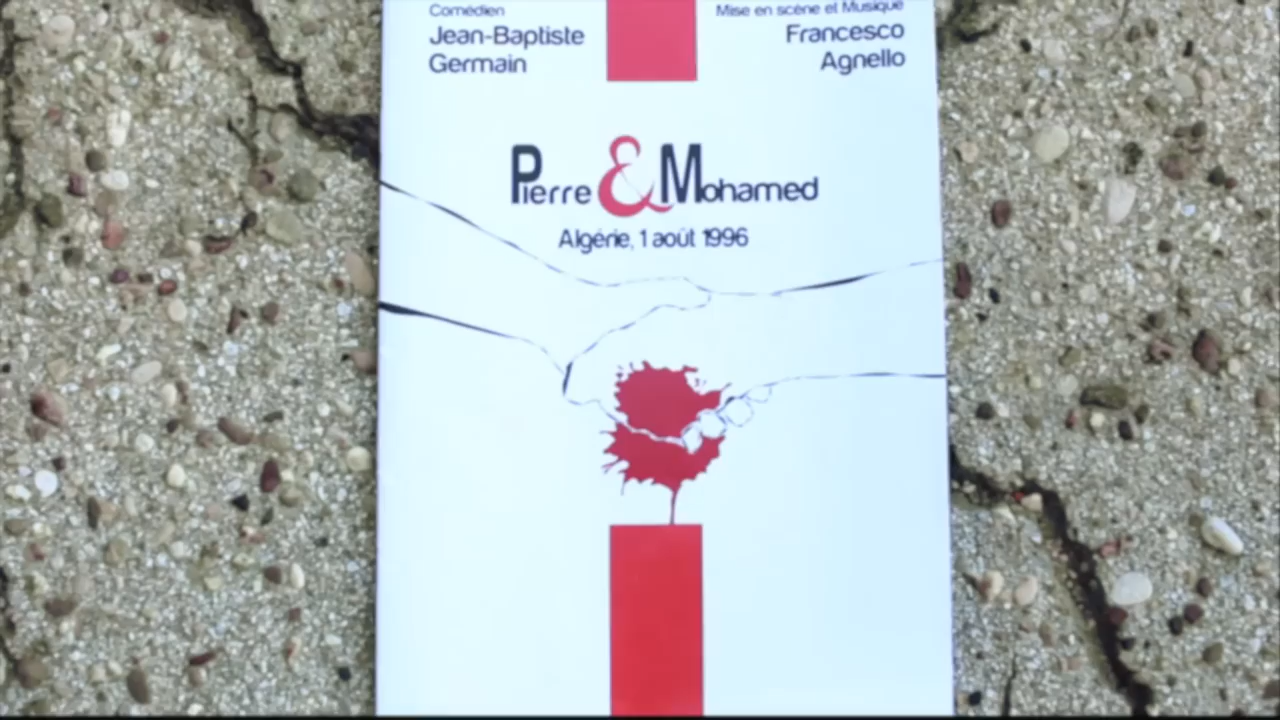 Comédien
Jean-Baptiste
Germain
Mise en scène et Musique
Francesco
Agnello
Pierre & Mohamed
Algérie, 1 août 1996